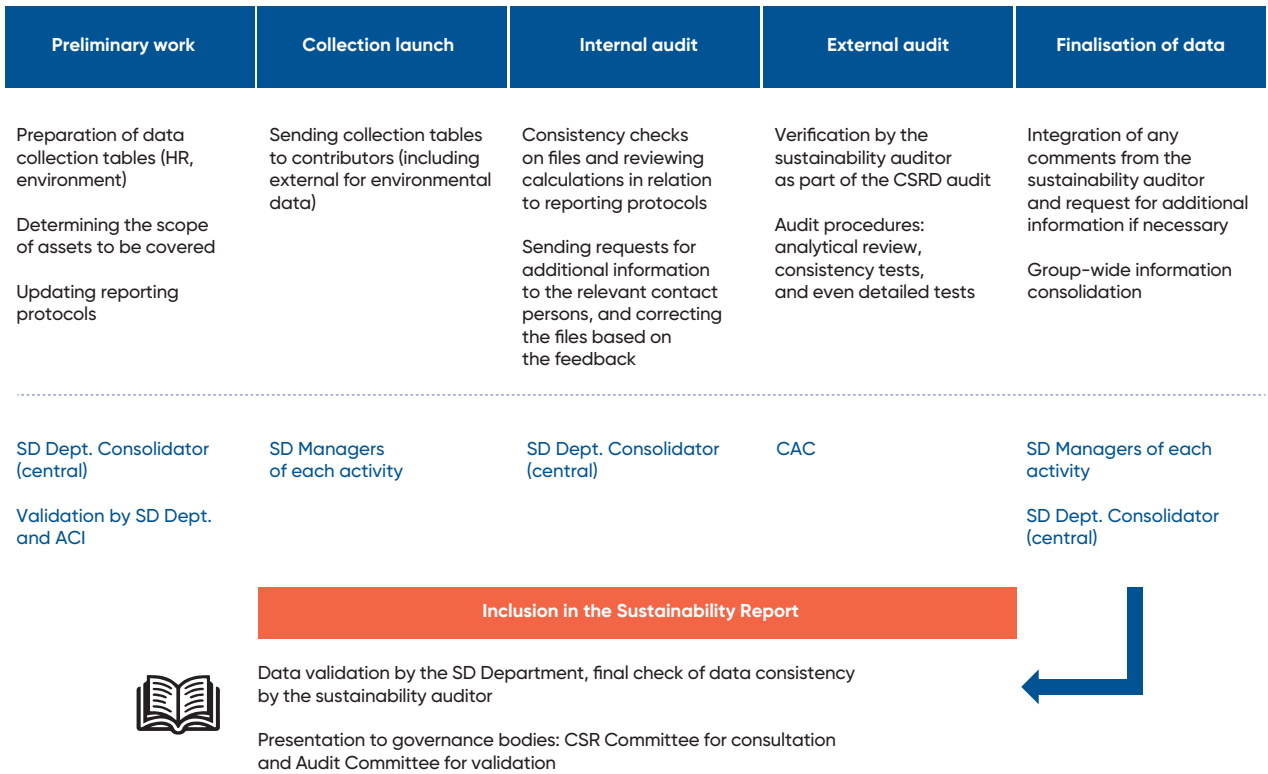 Preliminary work
Collection launch
Internal audit
External audit
Finalisation of data
Preparation of data
collection tables (HR,
environment)
Determining the scope
of assets to be covered
Updating reporting
protocols
Sending collection tables
to contributors (including
external for environmental
data)
Consistency checks
on files and reviewing
calculations in relation
to reporting protocols
Sending requests for
additional information
to the relevant contact
persons, and correcting
the files based on
the feedback
Verification by the
sustainability auditor
as part of the CSRD audit
Audit procedures:
analytical review,
consistency tests,
and even detailed tests
Integration of any
comments from the
sustainability auditor
and request for additional
information if necessary
Group-wide information
consolidation
SD Dept. Consolidator
(central)
Validation by SD Dept.
and ACI
SD Managers
of each activity
SD Dept. Consolidator
(central)
CAC
SD Managers of each
activity
SD Dept. Consolidator
(central)
Inclusion in the Sustainability Report
Data validation by the SD Department, final check of data consistency
by the sustainability auditor
Presentation to governance bodies: CSR Committee for consultation
and Audit Committee for validation